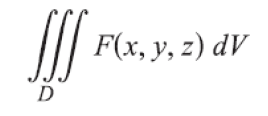 ∭ F(x, y, z) dV
D